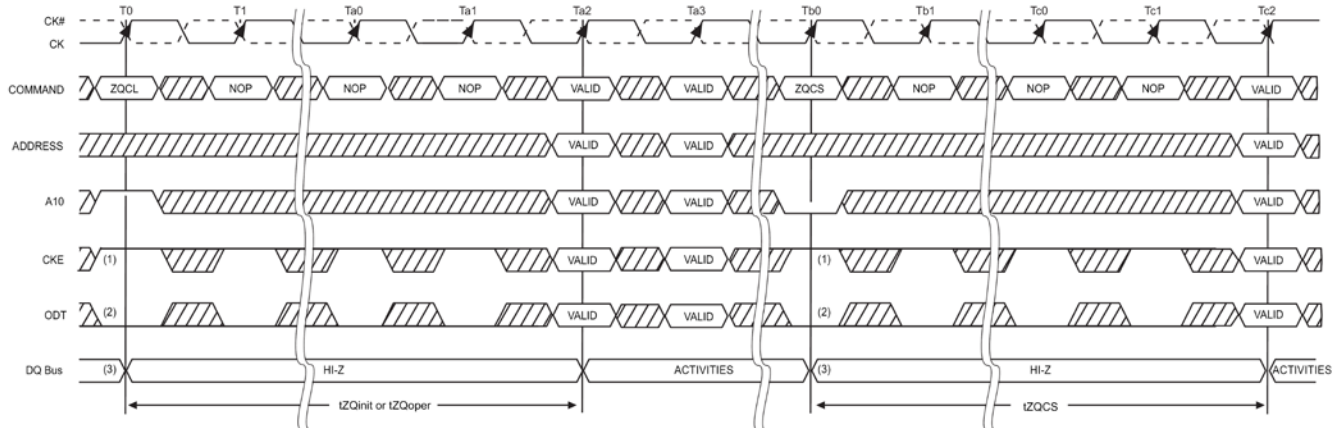 CK# T0 T1 Ta0 Ta1 Ta2 Ta3 Tb0 Tb1 Tc0 Tc1 Tc2
CK
COMMAND ZQCL NOP NOP NOP VALID VALID ZQCS NOP NOP NOP VALID
ADDRESS VALID VALID VALID
A10 VALID VALID VALID
CKE (1) VALID VALID (1) VALID
ODT (2) VALID VALID (2) VALID
DQ Bus (3) HI-Z ACTIVITIES (3) HI-Z ACTIVITIES
tZQinit or tZQoper tZQCS